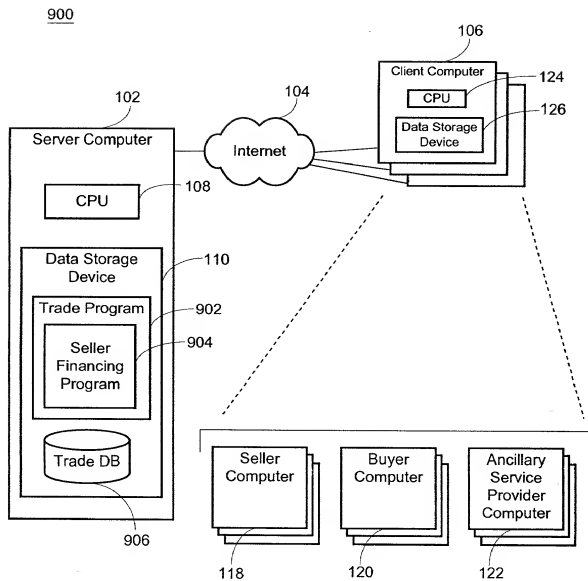 900
106
Client Computer
124
CPU
126
Data Storage
Device
104
Internet
102
Server Computer
108
CPU
Data Storage
Device
110
Trade Program
902
904
Seller
Financing
Program
Trade DB
906
Seller
Computer
118
Buyer
Computer
120
Ancillary
Service
Provider
Computer
122